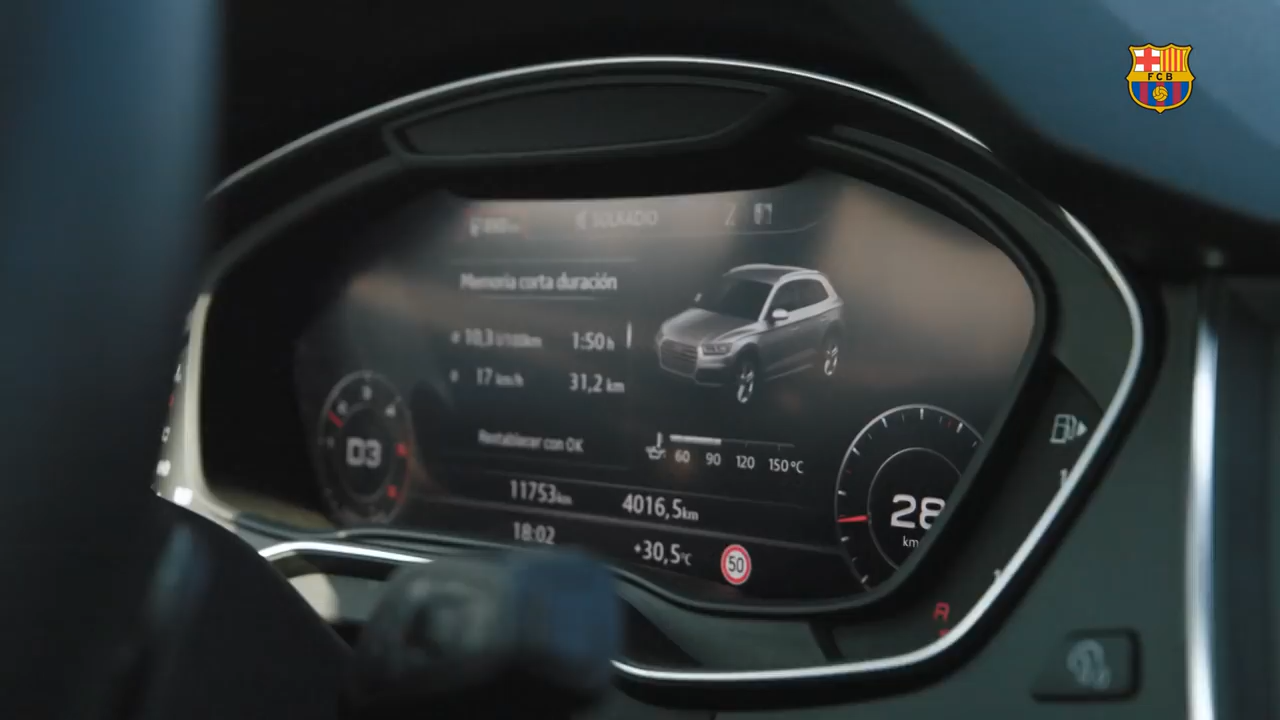 FCB
Memoria corta duración
10,3 l/100km 1:50 h
17 km/h 31,2 km
Restablecer con OK
60 90 120 150 °C
D3
11753 km 4016,5 km
28
km
18:02 +30,5 °C 50